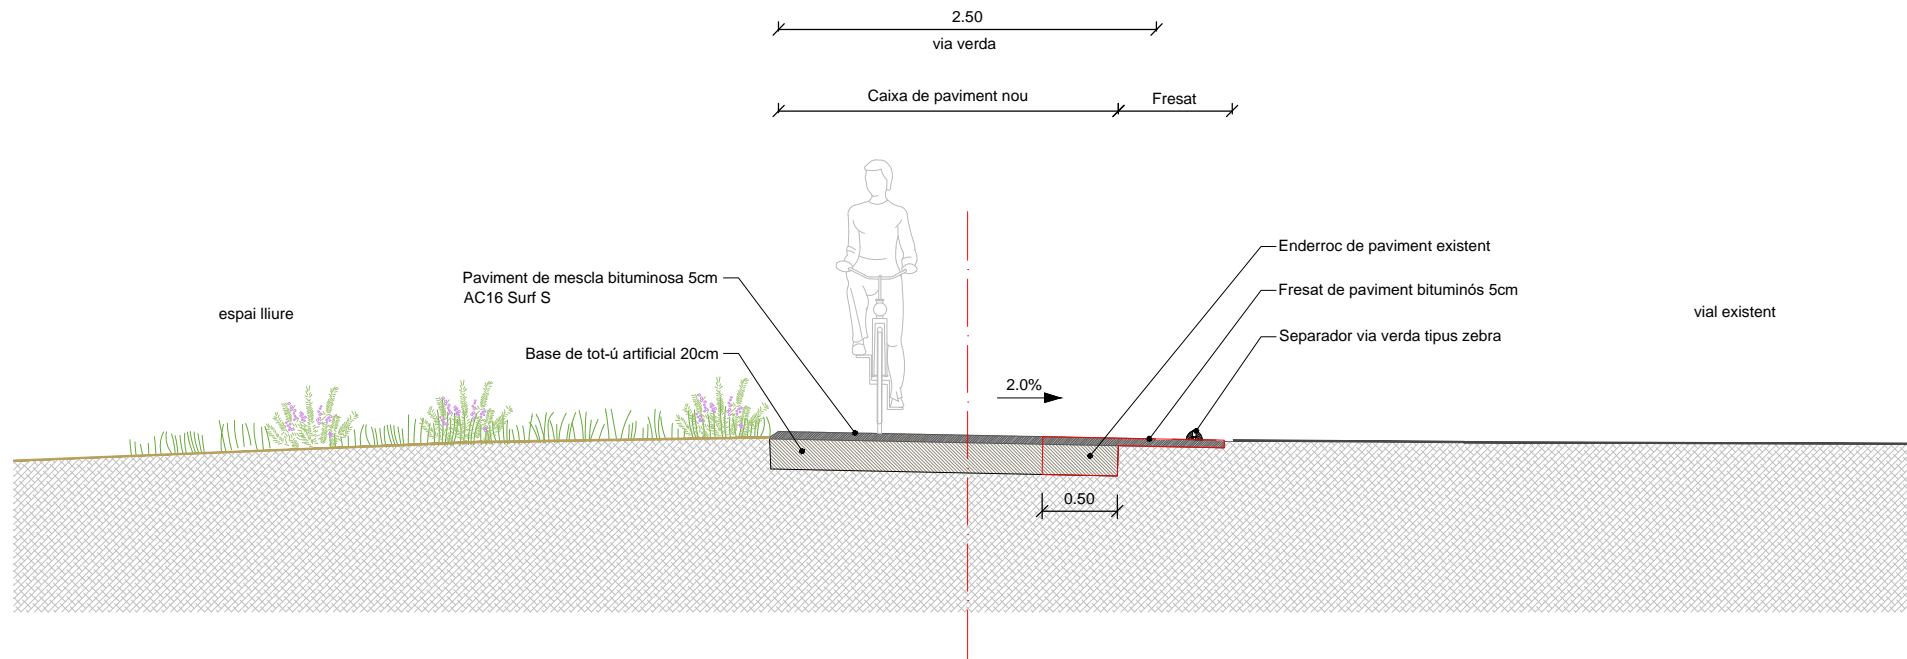 2.50
via verda
Caixa de paviment nou
Fresat
Enderroc de paviment existent
Paviment de mescla bituminosa 5cm
AC16 Surf S
Fresat de paviment bituminós 5cm
espai lliure
vial existent
Separador via verda tipus zebra
Base de tot-ú artificial 20cm
2.0%
0.50